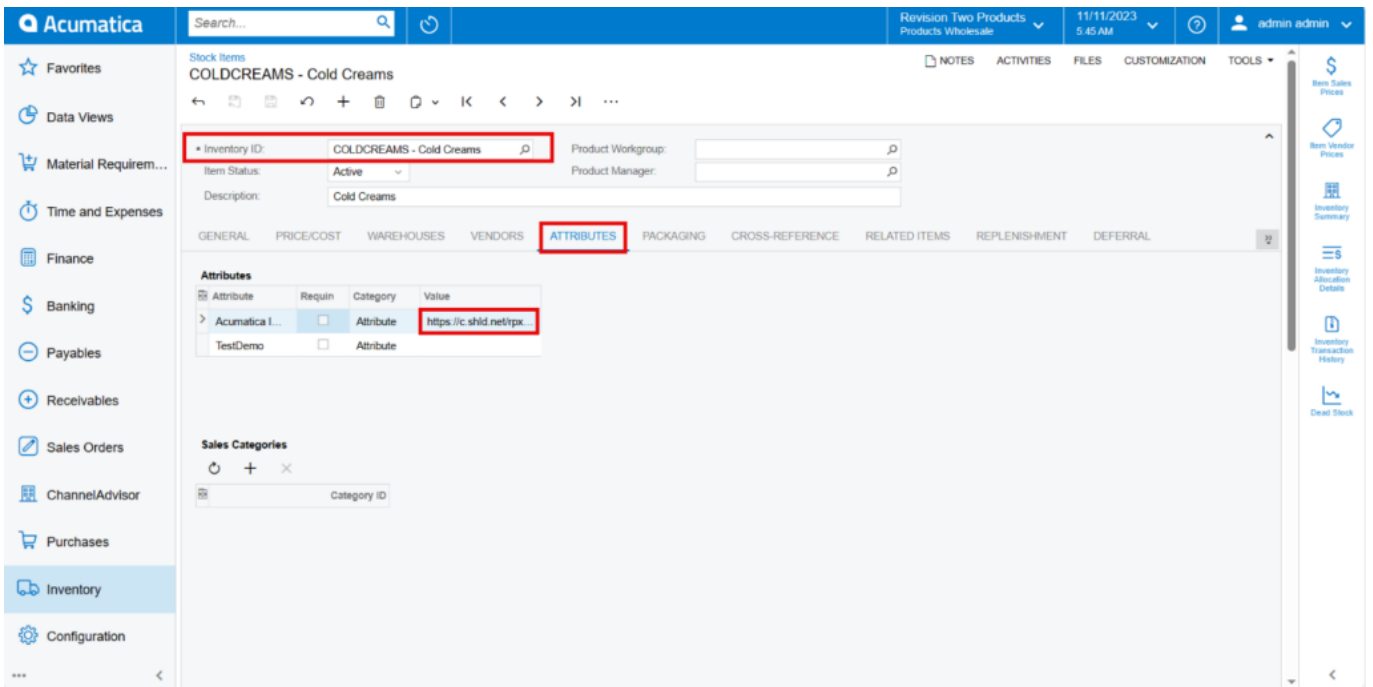 Acumatica
Search...
Revision Two Products
Products Wholesale
11/11/2023
5:45 AM
admin admin
Favorites
Data Views
Material Requirem...
Time and Expenses
Finance
Banking
Payables
Receivables
Sales Orders
ChannelAdvisor
Purchases
Inventory
Configuration
Stock Items
COLDCREAMS - Cold Creams
NOTES ACTIVITIES FILES CUSTOMIZATION TOOLS
Inventory ID: COLDCREAMS - Cold Creams Product Workgroup:
Item Status: Active Product Manager:
Description: Cold Creams
GENERAL PRICE/COST WAREHOUSES VENDORS ATTRIBUTES PACKAGING CROSS-REFERENCE RELATED ITEMS REPLENISHMENT DEFERRAL
Attributes
Attribute Requin Category Value
Acumatica I... Attribute https://c.shld.net/rpx...
TestDemo Attribute
Sales Categories
Category ID
Item Sales
Prices
Item Vendor
Prices
Inventory
Summary
Inventory
Allocation
Details
Inventory
Transaction
History
Dead Stock